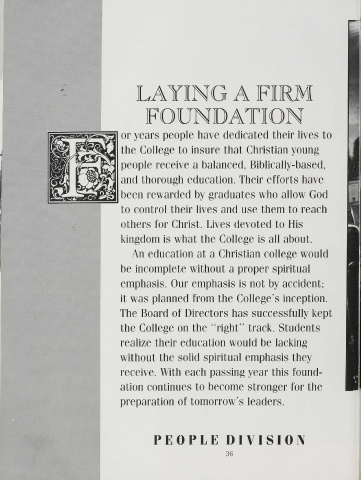 LAYING A FIRM
FOUNDATION
For years people have dedicated their lives to
the College to insure that Christian young
people receive a balanced, Biblically-based,
and thorough education. Their efforts have
been rewarded by graduates who allow God
to control their lives and use them to reach
others for Christ. Lives devoted to His
kingdom is what the College is all about.
An education at a Christian college would
be incomplete without a proper spiritual
emphasis. Our emphasis is not by accident;
it was planned from the College's inception.
The Board of Directors has successfully kept
the College on the "right" track. Students
realize their education would be lacking
without the solid spiritual emphasis they
receive. With each passing year this found-
ation continues to become stronger for the
preparation of tomorrow's leaders.
PEOPLE DIVISION
36